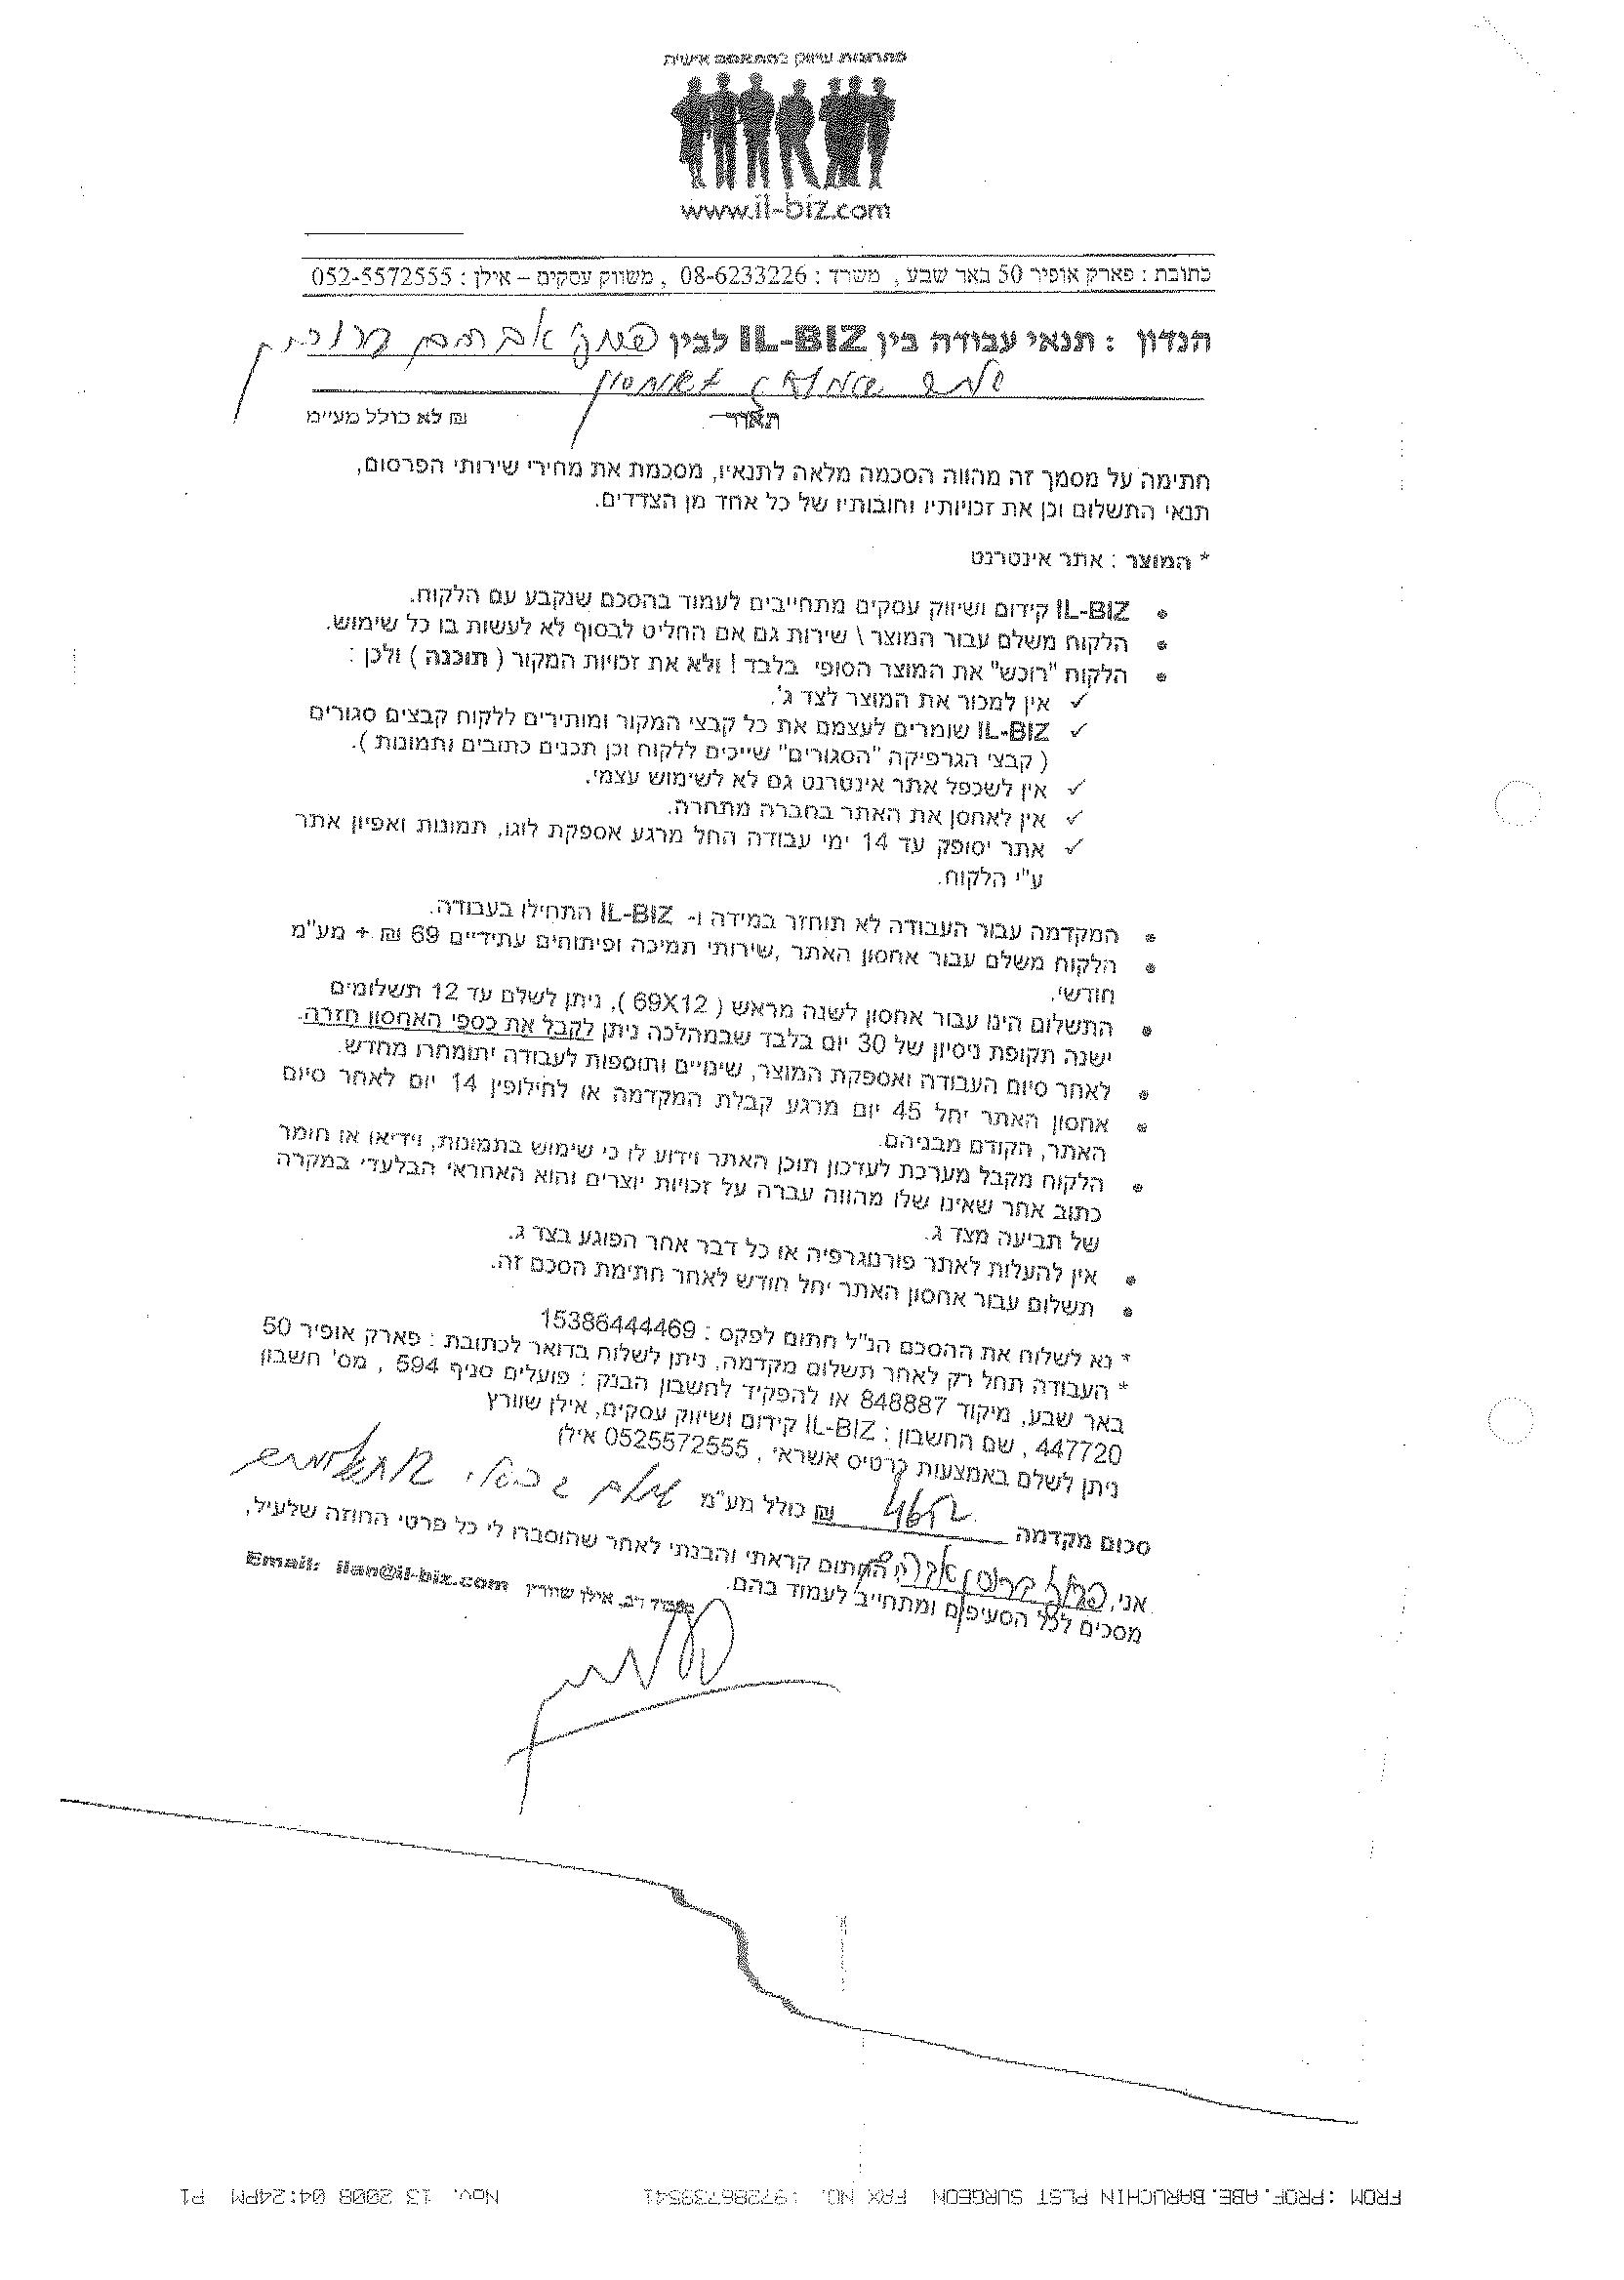 פתרונות שיווק בהתאמה אישית
www.il-biz.com
כתובת : פארק אופיר 50 באר שבע , משרד : 08-6233226 , משווק עסקים – אילן : 052-5572555
הנדון : תנאי עבודה בין IL-BIZ לבין
תאור ₪ לא כולל מעיימ
חתימה על מסמך זה מהווה הסכמה מלאה לתנאיו, מסכמת את מחירי שירותי הפרסום,
תנאי התשלום וכן את זכויותיו וחובותיו של כל אחד מן הצדדים.
* המוצר : אתר אינטרנט
• IL-BIZ קידום ושיווק עסקים מתחייבים לעמוד בהסכם שנקבע עם הלקוח.
• הלקוח משלם עבור המוצר \ שירות גם אם החליט לבסוף לא לעשות בו כל שימוש.
• הלקוח "רוכש" את המוצר הסופי בלבד ! ולא את זכויות המקור ( תוכנה ) ולכן :
✓ אין למכור את המוצר לצד ג'.
✓ IL-BIZ שומרים לעצמם את כל קבצי המקור ומותירים ללקוח קבצים סגורים
( קבצי הגרפיקה "הסגורים" שייכים ללקוח וכן תכנים כתובים ותמונות ).
✓ אין לשכפל אתר אינטרנט גם לא לשימוש עצמי.
✓ אין לאחסן את האתר בחברה מתחרה.
✓ אתר יסופק עד 14 ימי עבודה החל מרגע אספקת לוגו, תמונות ואפיון אתר
ע"י הלקוח.
• המקדמה עבור העבודה לא תוחזר במידה ו- IL-BIZ התחילו בעבודה.
• הלקוח משלם עבור אחסון האתר ,שירותי תמיכה ופיתוחים עתידיים 69 ₪ + מע"מ
חודשי.
• התשלום הינו עבור אחסון לשנה מראש ( 69X12 ), ניתן לשלם עד 12 תשלומים
ישנה תקופת ניסיון של 30 יום בלבד שבמהלכה ניתן לקבל את כספי האחסון חזרה.
• לאחר סיום העבודה ואספקת המוצר, שינויים ותוספות לעבודה יתומחרו מחדש.
• אחסון האתר יחל 45 יום מרגע קבלת המקדמה או לחילופין 14 יום לאחר סיום
האתר, הקודם מבניהם.
• הלקוח מקבל מערכת לעדכון תוכן האתר וידוע לו כי שימוש בתמונות, וידיאו או חומר
כתוב אחר שאינו שלו מהווה עברה על זכויות יוצרים והוא האחראי הבלעדי במקרה
של תביעה מצד ג.
• אין להעלות לאתר פורנוגרפיה או כל דבר אחר הפוגע בצד ג.
• תשלום עבור אחסון האתר יחל חודש לאחר חתימת הסכם זה.
* נא לשלוח את ההסכם הנ"ל חתום לפקס : 15386444469
* העבודה תחל רק לאחר תשלום מקדמה, ניתן לשלוח בדואר לכתובת : פארק אופיר 50
באר שבע, מיקוד 848887 או להפקיד לחשבון הבנק : פועלים סניף 594 , מס' חשבון
447720 , שם החשבון : IL-BIZ קידום ושיווק עסקים, אילן שוורץ
ניתן לשלם באמצעות כרטיס אשראי , 0525572555 אילן
סכום מקדמה ₪ כולל מע"מ
אני, החתום קראתי והבנתי לאחר שהוסברו לי כל פרטי החוזה שלעיל,
מסכים לכל הסעיפים ומתחייב לעמוד בהם.
בכבוד רב, אילן שוורץ Email: ilan@il-biz.com
FROM : PROF.ABE.BARUCHIN PLST SURGEON FAX NO. :97286739541 Nov. 13 2008 04:24PM P1